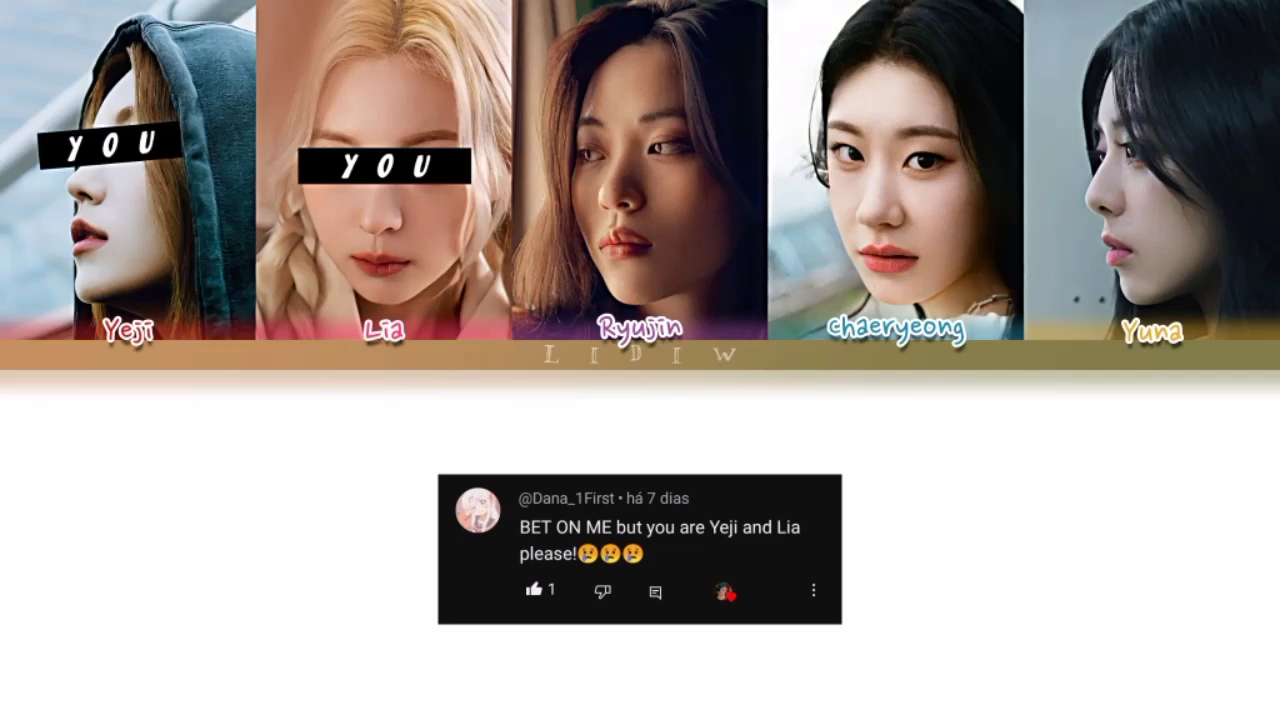 YOU
YOU
Yeji
Lia
Ryujin
chaeryeong
Yuna
LIDIW
@Dana_1First • há 7 dias
BET ON ME but you are Yeji and Lia
please!😢😢😢
1